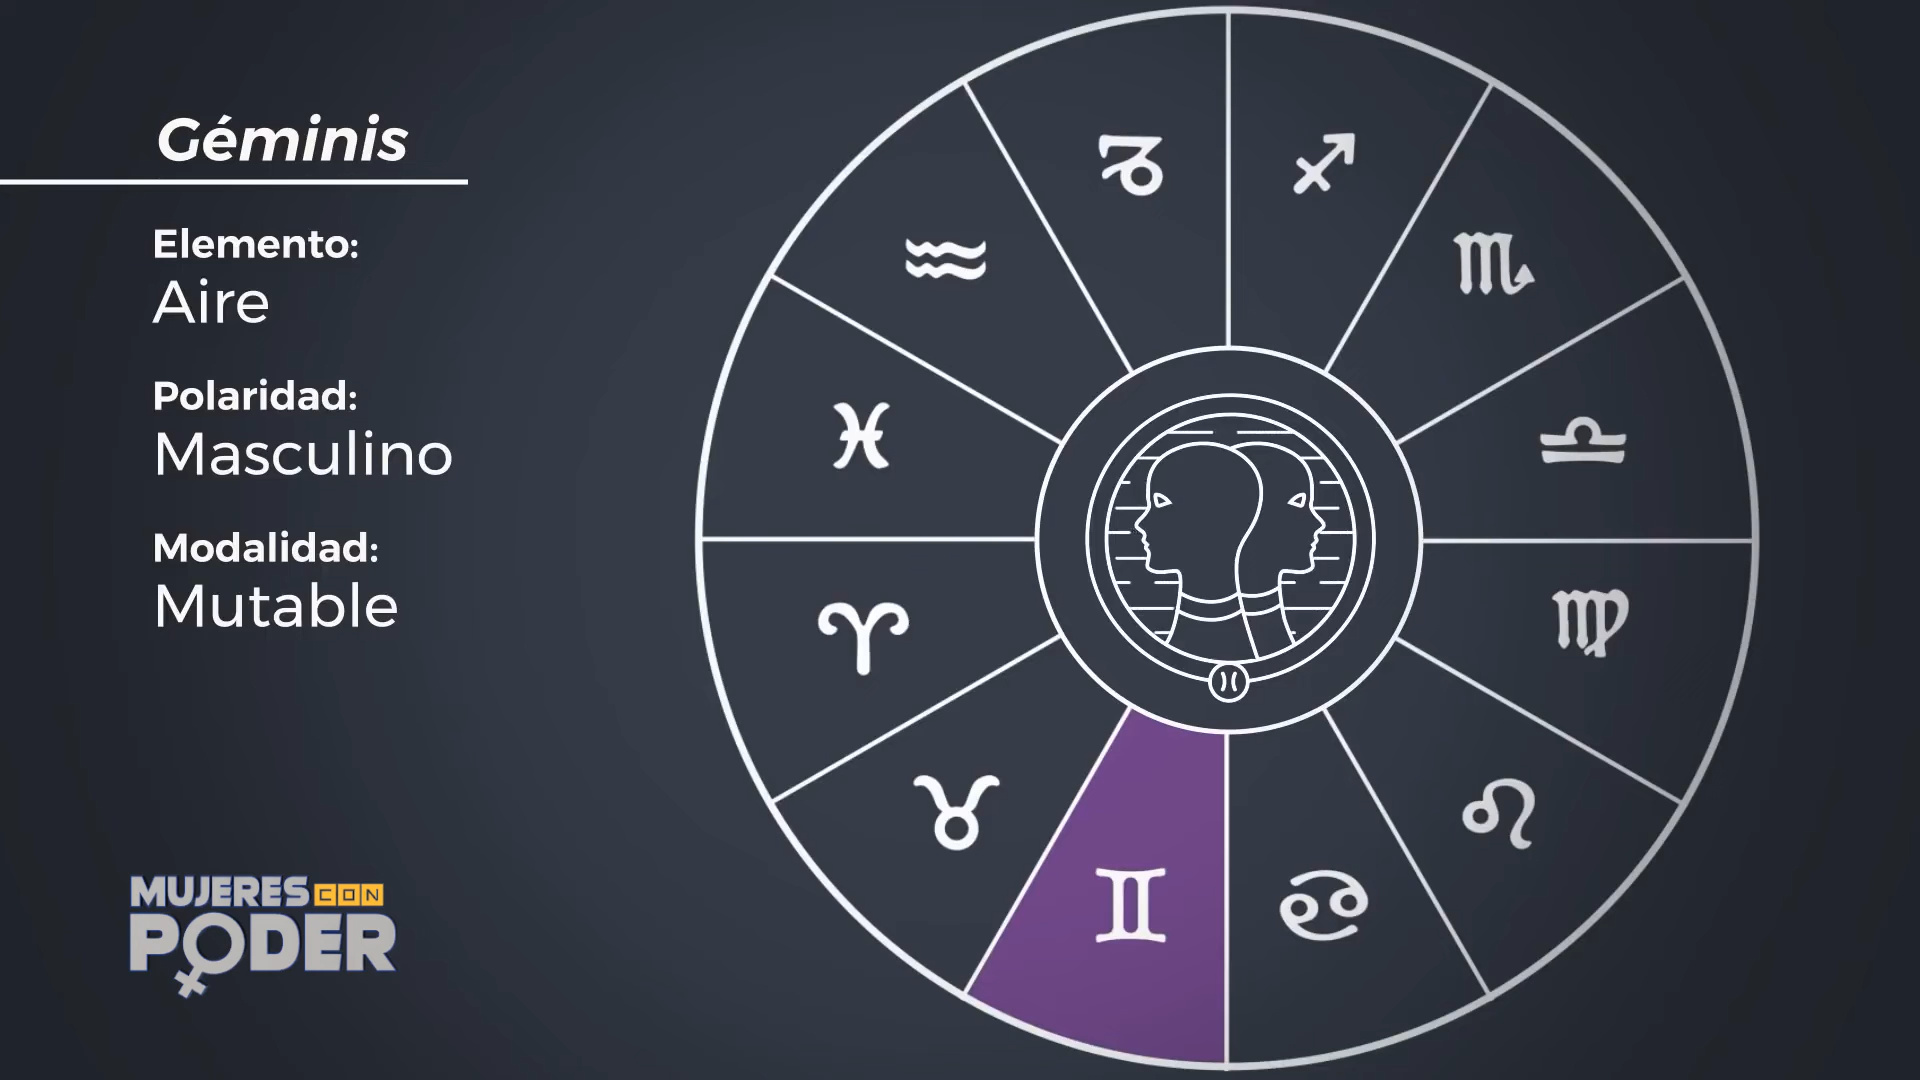 Géminis
Elemento:
Aire
Polaridad:
Masculino
Modalidad:
Mutable
MUJERES CON
PODER